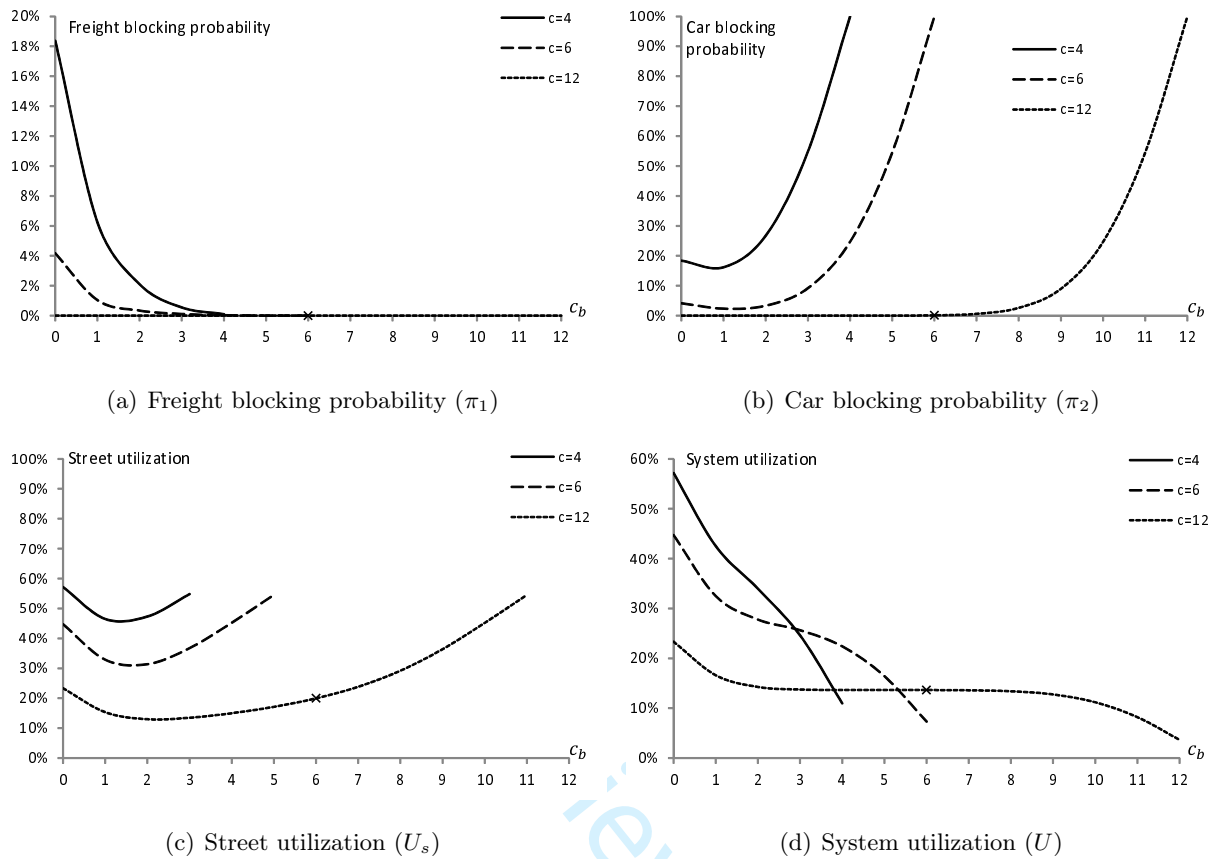 Freight blocking probability
c=4
c=6
c=12
20%
18%
16%
14%
12%
10%
8%
6%
4%
2%
0%
0 1 2 3 4 5 6 7 8 9 10 11 12
c_b
(a) Freight blocking probability (π₁)
Car blocking
probability
c=4
c=6
c=12
100%
90%
80%
70%
60%
50%
40%
30%
20%
10%
0%
0 1 2 3 4 5 6 7 8 9 10 11 12
c_b
(b) Car blocking probability (π₂)
Street utilization
c=4
c=6
c=12
100%
90%
80%
70%
60%
50%
40%
30%
20%
10%
0%
0 1 2 3 4 5 6 7 8 9 10 11 12
c_b
(c) Street utilization (U_s)
System utilization
c=4
c=6
c=12
60%
50%
40%
30%
20%
10%
0%
0 1 2 3 4 5 6 7 8 9 10 11 12
c_b
(d) System utilization (U)